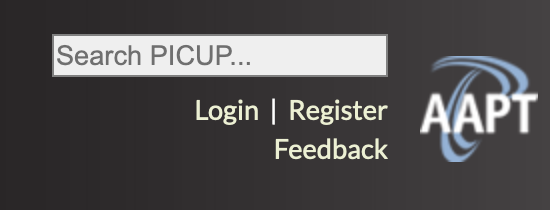 Search PICUP...
Login | Register
Feedback
AAPT